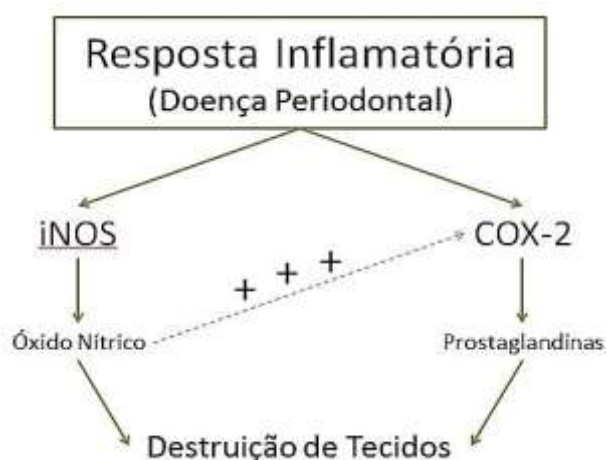 Resposta Inflamatória
(Doença Periodontal)
iNOS
COX-2
+ + +
Óxido Nítrico
Prostaglandinas
Destruição de Tecidos